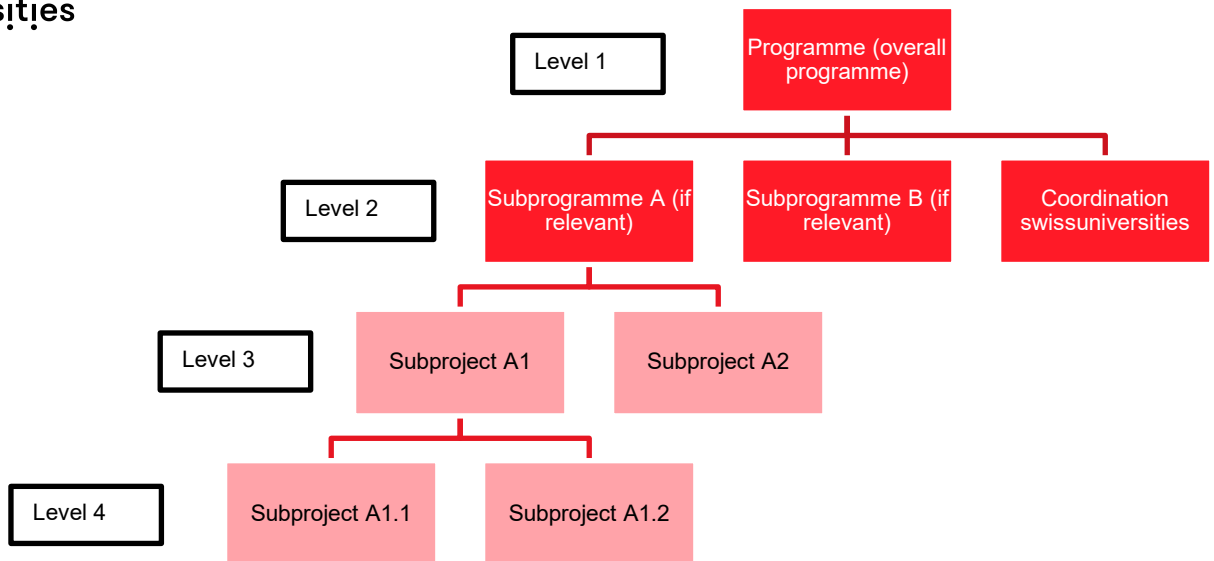 Level 1
Programme (overall
programme)
Level 2
Subprogramme A (if
relevant)
Subprogramme B (if
relevant)
Coordination
swissuniversities
Level 3
Subproject A1
Subproject A2
Level 4
Subproject A1.1
Subproject A1.2